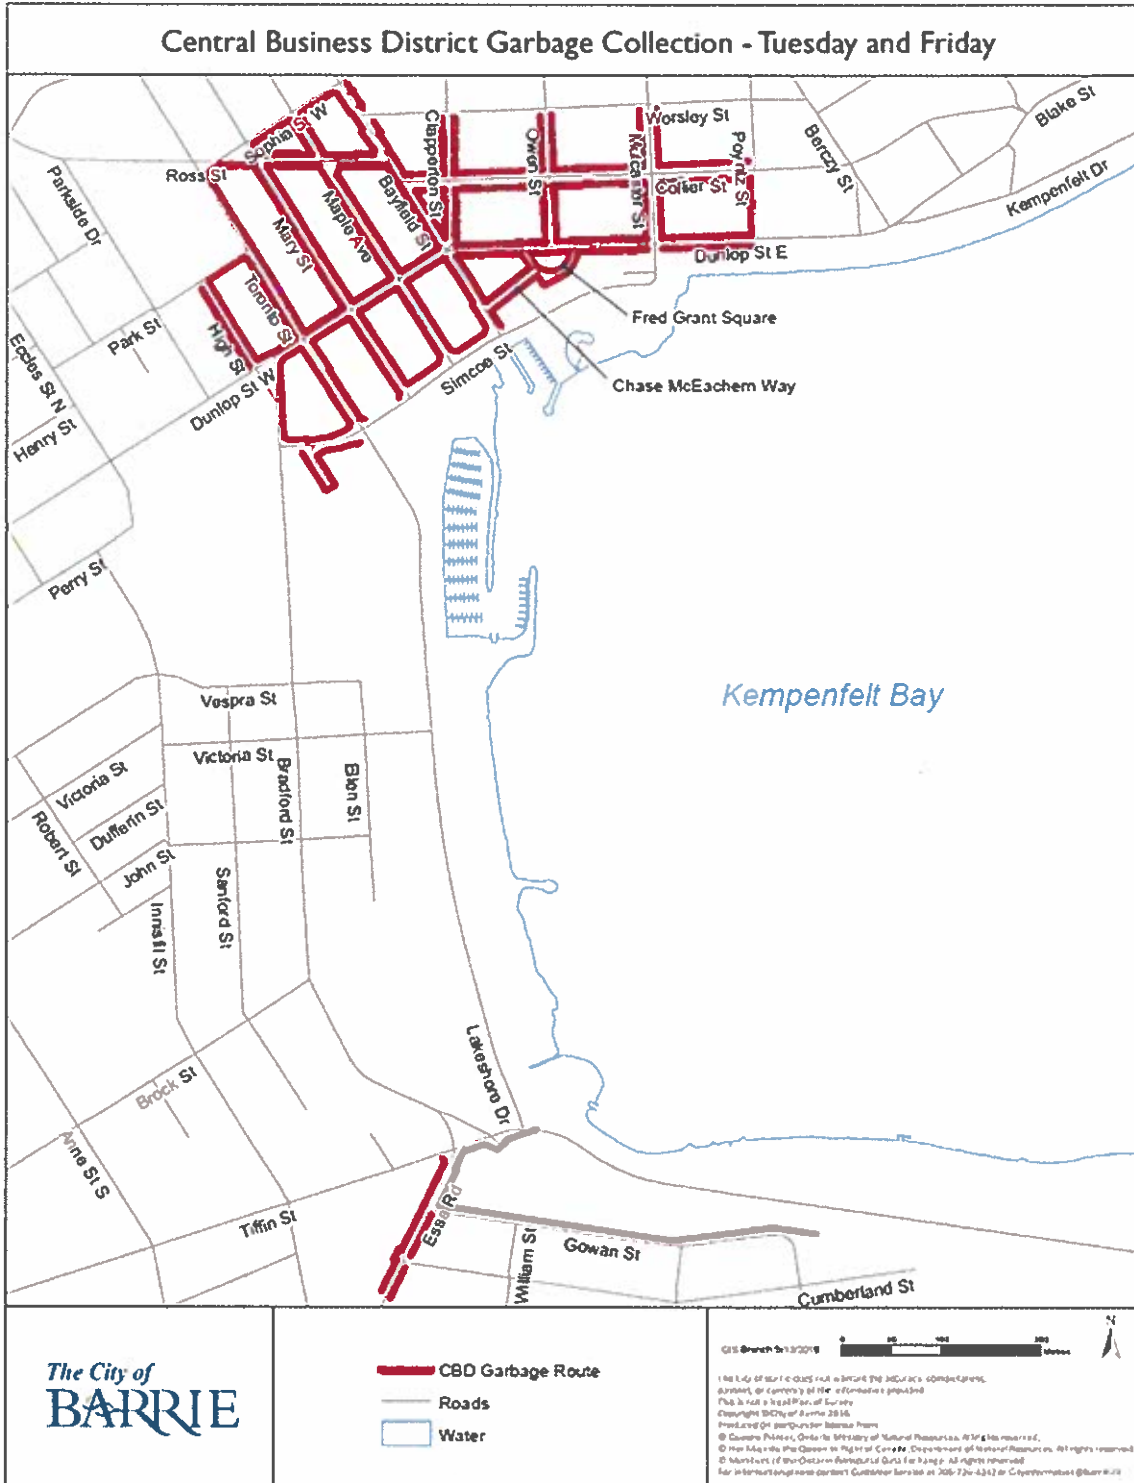 Central Business District Garbage Collection - Tuesday and Friday
Sophia St W
Ross St
Clapperton St
Owen St
Mulcaster St
Worsley St
Poyntz St
Collier St
Berczy St
Blake St
Kempenfelt Dr
Parkside Dr
Mary St
Maple Ave
Bayfield St
Dunlop St E
Toronto St
High St
Park St
Fred Grant Square
Eccles St N
Simcoe St
Chase McEachern Way
Dunlop St W
Henry St
Perry St
Kempenfelt Bay
Vespra St
Victoria St
Victoria St
Bradford St
Elon St
Robert St
Dufferin St
John St
Sanford St
Innisfil St
Lakeshore Dr
Brock St
Anne St S
Essa Rd
Tiffin St
William St
Gowan St
Cumberland St
The City of
BARRIE
CBD Garbage Route
Roads
Water
N